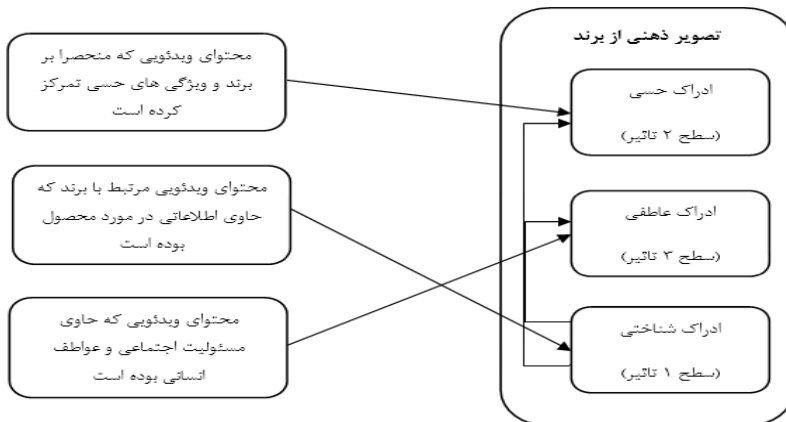 تصویر ذهنی از برند
ادراک حسی
(سطح ۲ تاثیر)
ادراک عاطفی
(سطح ۳ تاثیر)
ادراک شناختی
(سطح ۱ تاثیر)
محتوای ویدئویی که منحصرا بر
برند و ویژگی های حسی تمرکز
کرده است
محتوای ویدئویی مرتبط با برند که
حاوی اطلاعاتی در مورد محصول
بوده است
محتوای ویدئویی که حاوی
مسئولیت اجتماعی و عواطف
انسانی بوده است